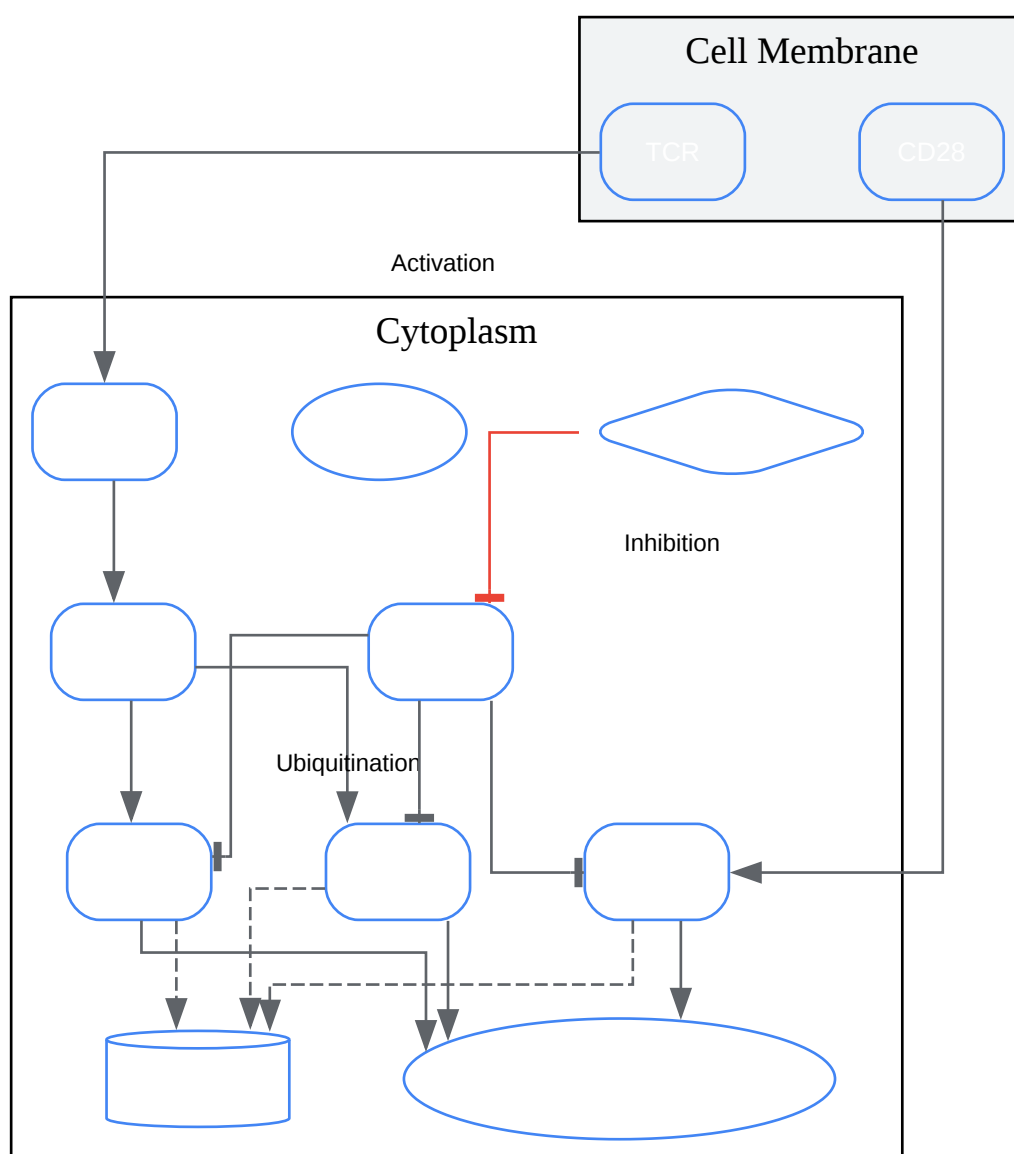 Cell Membrane
TCR
CD28
Activation
Cytoplasm
Inhibition
Ubiquitination